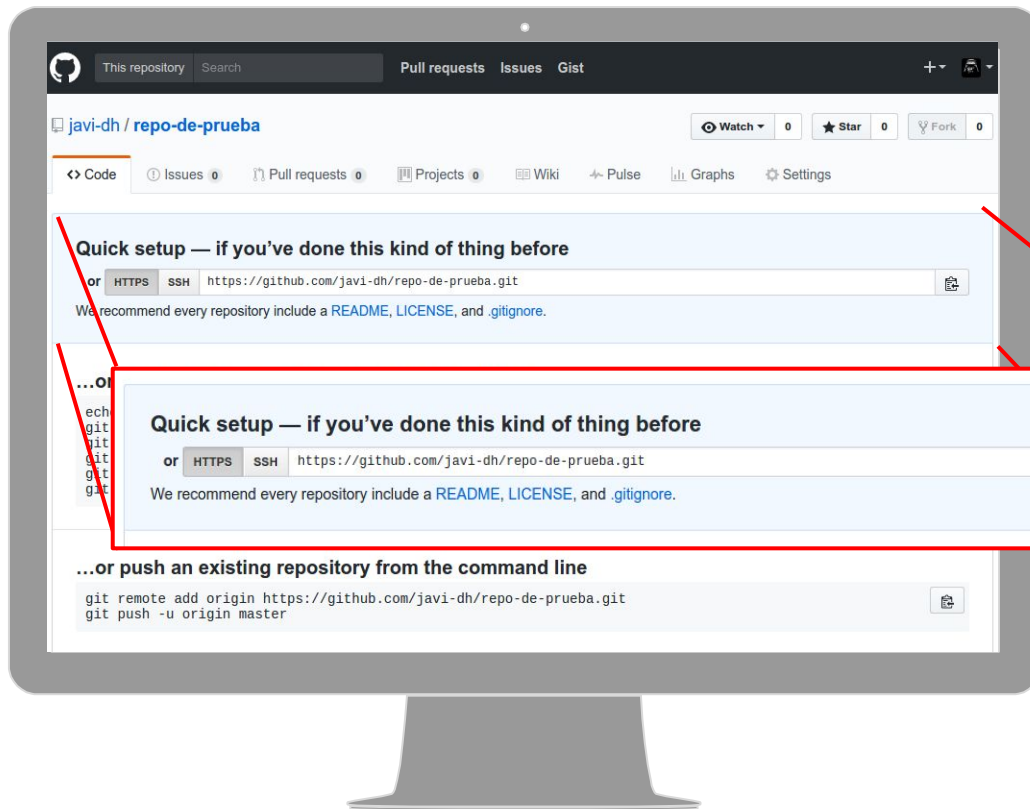 This repository Search Pull requests Issues Gist
javi-dh / repo-de-prueba Watch 0 Star 0 Fork 0
<> Code Issues 0 Pull requests 0 Projects 0 Wiki Pulse Graphs Settings
Quick setup — if you've done this kind of thing before
or HTTPS SSH https://github.com/javi-dh/repo-de-prueba.git
We recommend every repository include a README, LICENSE, and .gitignore.
…or
git
git
git
git
git
Quick setup — if you've done this kind of thing before
or HTTPS SSH https://github.com/javi-dh/repo-de-prueba.git
We recommend every repository include a README, LICENSE, and .gitignore.
…or push an existing repository from the command line
git remote add origin https://github.com/javi-dh/repo-de-prueba.git
git push -u origin master